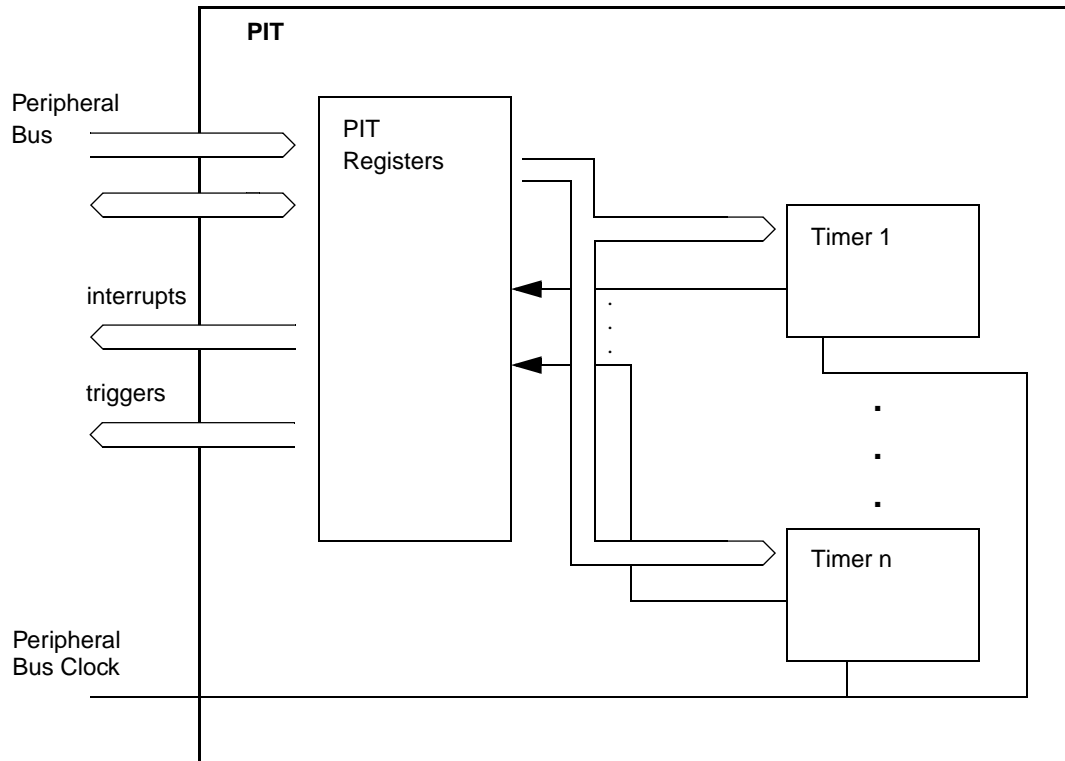 PIT
Peripheral
Bus
PIT
Registers
Timer 1
interrupts
triggers
Timer n
Peripheral
Bus Clock